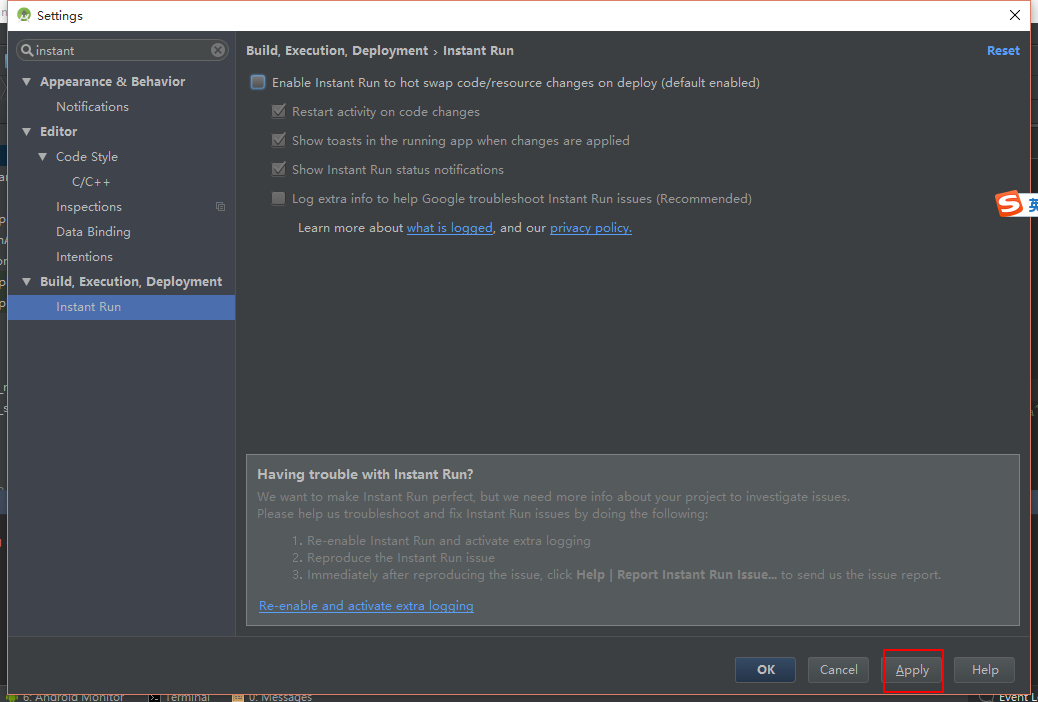 Settings
instant
Build, Execution, Deployment › Instant Run
Reset
Appearance & Behavior
Notifications
Editor
Code Style
C/C++
Inspections
Data Binding
Intentions
Build, Execution, Deployment
Instant Run
Enable Instant Run to hot swap code/resource changes on deploy (default enabled)
Restart activity on code changes
Show toasts in the running app when changes are applied
Show Instant Run status notifications
Log extra info to help Google troubleshoot Instant Run issues (Recommended)
Learn more about what is logged, and our privacy policy.
Having trouble with Instant Run?
We want to make Instant Run perfect, but we need more info about your project to investigate issues.
Please help us troubleshoot and fix Instant Run issues by doing the following:
1. Re-enable Instant Run and activate extra logging
2. Reproduce the Instant Run issue
3. Immediately after reproducing the issue, click Help | Report Instant Run Issue... to send us the issue report.
Re-enable and activate extra logging
OK Cancel Apply Help
6: Android Monitor Terminal 0: Messages Event L
S 英